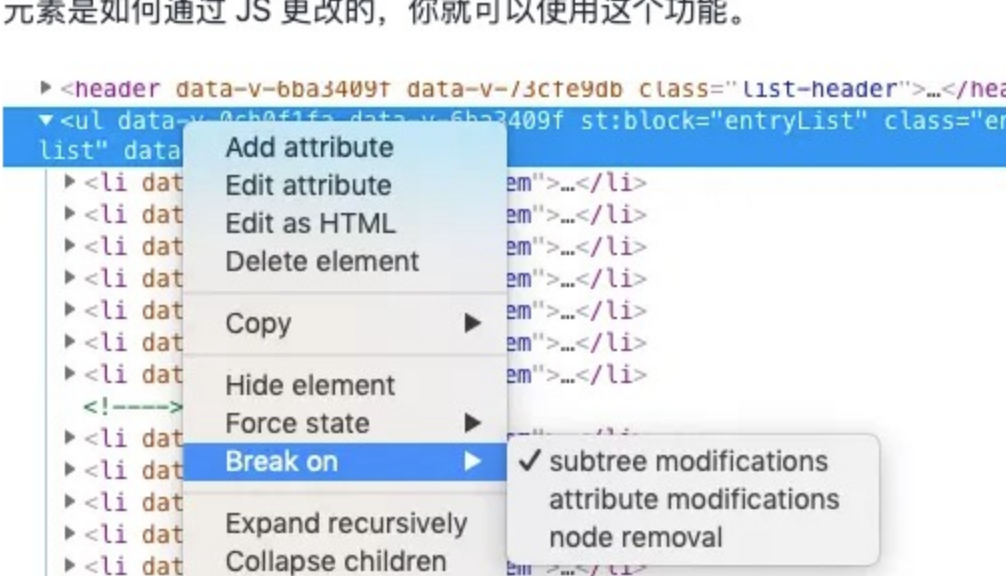 元素是如何通过 JS 更改的，你就可以使用这个功能。
<header data-v-6ba3409f data-v-73cfe9db class="list-header">…</hea
<ul data-v-0cb0f1fa data-v-6ba3409f st:block="entryList" class="en
list" data
Add attribute
<li dat em">…</li>
Edit attribute
<li dat em">…</li>
Edit as HTML
<li dat em">…</li>
Delete element
<li dat em">…</li>
<li dat em">…</li>
Copy
<li dat em">…</li>
<li dat em">…</li>
Hide element
<!---->
Force state
<li dat em">…</li>
Break on
✓ subtree modifications
<li dat
attribute modifications
<li dat
Expand recursively
node removal
<li dat
Collapse children
<li dat em">…</li>